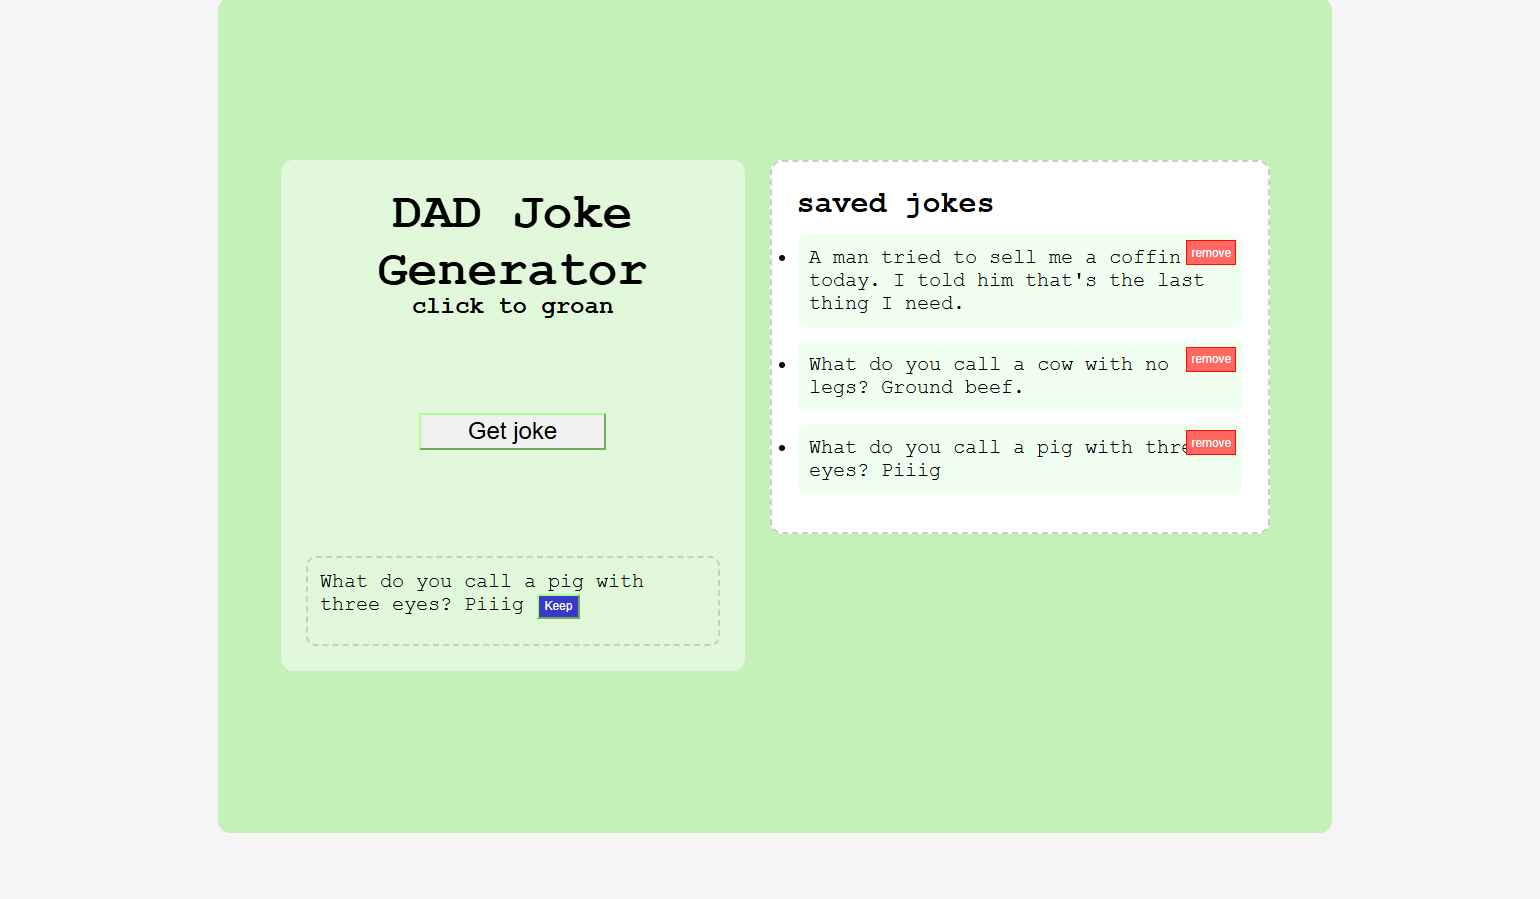 DAD Joke
Generator
click to groan
Get joke
What do you call a pig with
three eyes? Piiig Keep
saved jokes
A man tried to sell me a coffin remove
today. I told him that's the last
thing I need.
What do you call a cow with no remove
legs? Ground beef.
What do you call a pig with three remove
eyes? Piiig